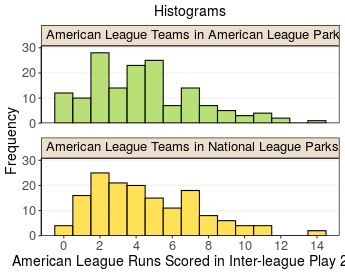 Histograms
American League Teams in American League Park
30
20
10
0
American League Teams in National League Parks
30
20
10
0
Frequency
0 2 4 6 8 10 12 14
American League Runs Scored in Inter-league Play 2